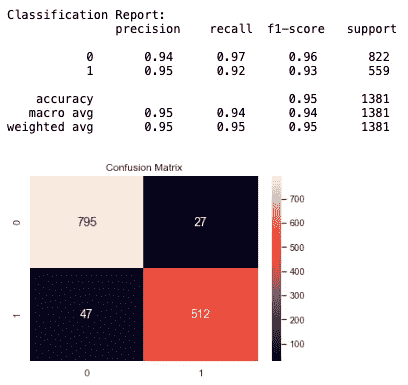 Classification Report:
precision recall f1-score support
0 0.94 0.97 0.96 822
1 0.95 0.92 0.93 559
accuracy 0.95 1381
macro avg 0.95 0.94 0.94 1381
weighted avg 0.95 0.95 0.95 1381
Confusion Matrix
0 795 27
1 47 512
0 1
700
600
500
400
300
200
100